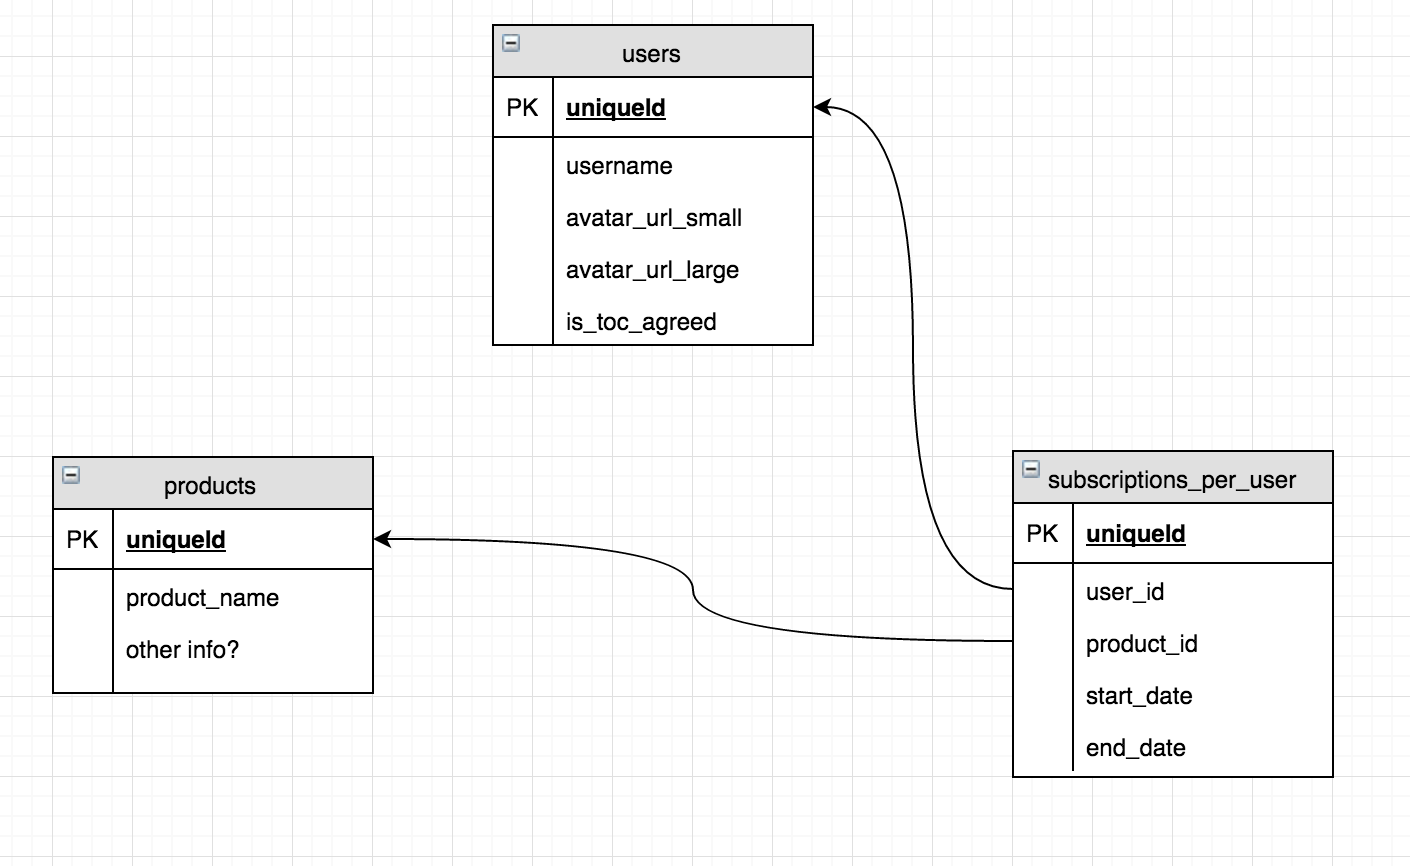 users
PK uniqueId
username
avatar_url_small
avatar_url_large
is_toc_agreed
products
PK uniqueId
product_name
other info?
subscriptions_per_user
PK uniqueId
user_id
product_id
start_date
end_date